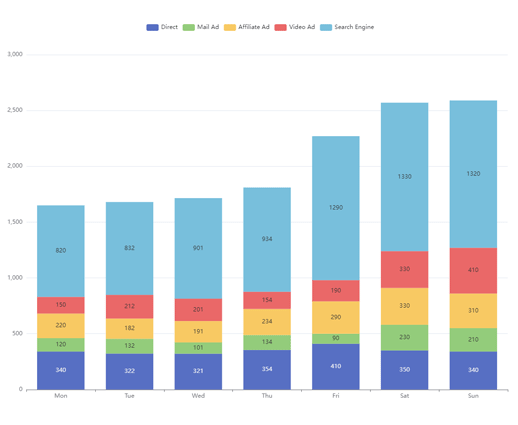 Direct Mail Ad Affiliate Ad Video Ad Search Engine
3,000
2,500
2,000
1,500
1,000
500
0
820 832 901 934 1290 1330 1320
150 212 201 154 190 330 410
220 182 191 234 290 330 310
120 132 101 134 90 230 210
340 322 321 354 410 350 340
Mon Tue Wed Thu Fri Sat Sun